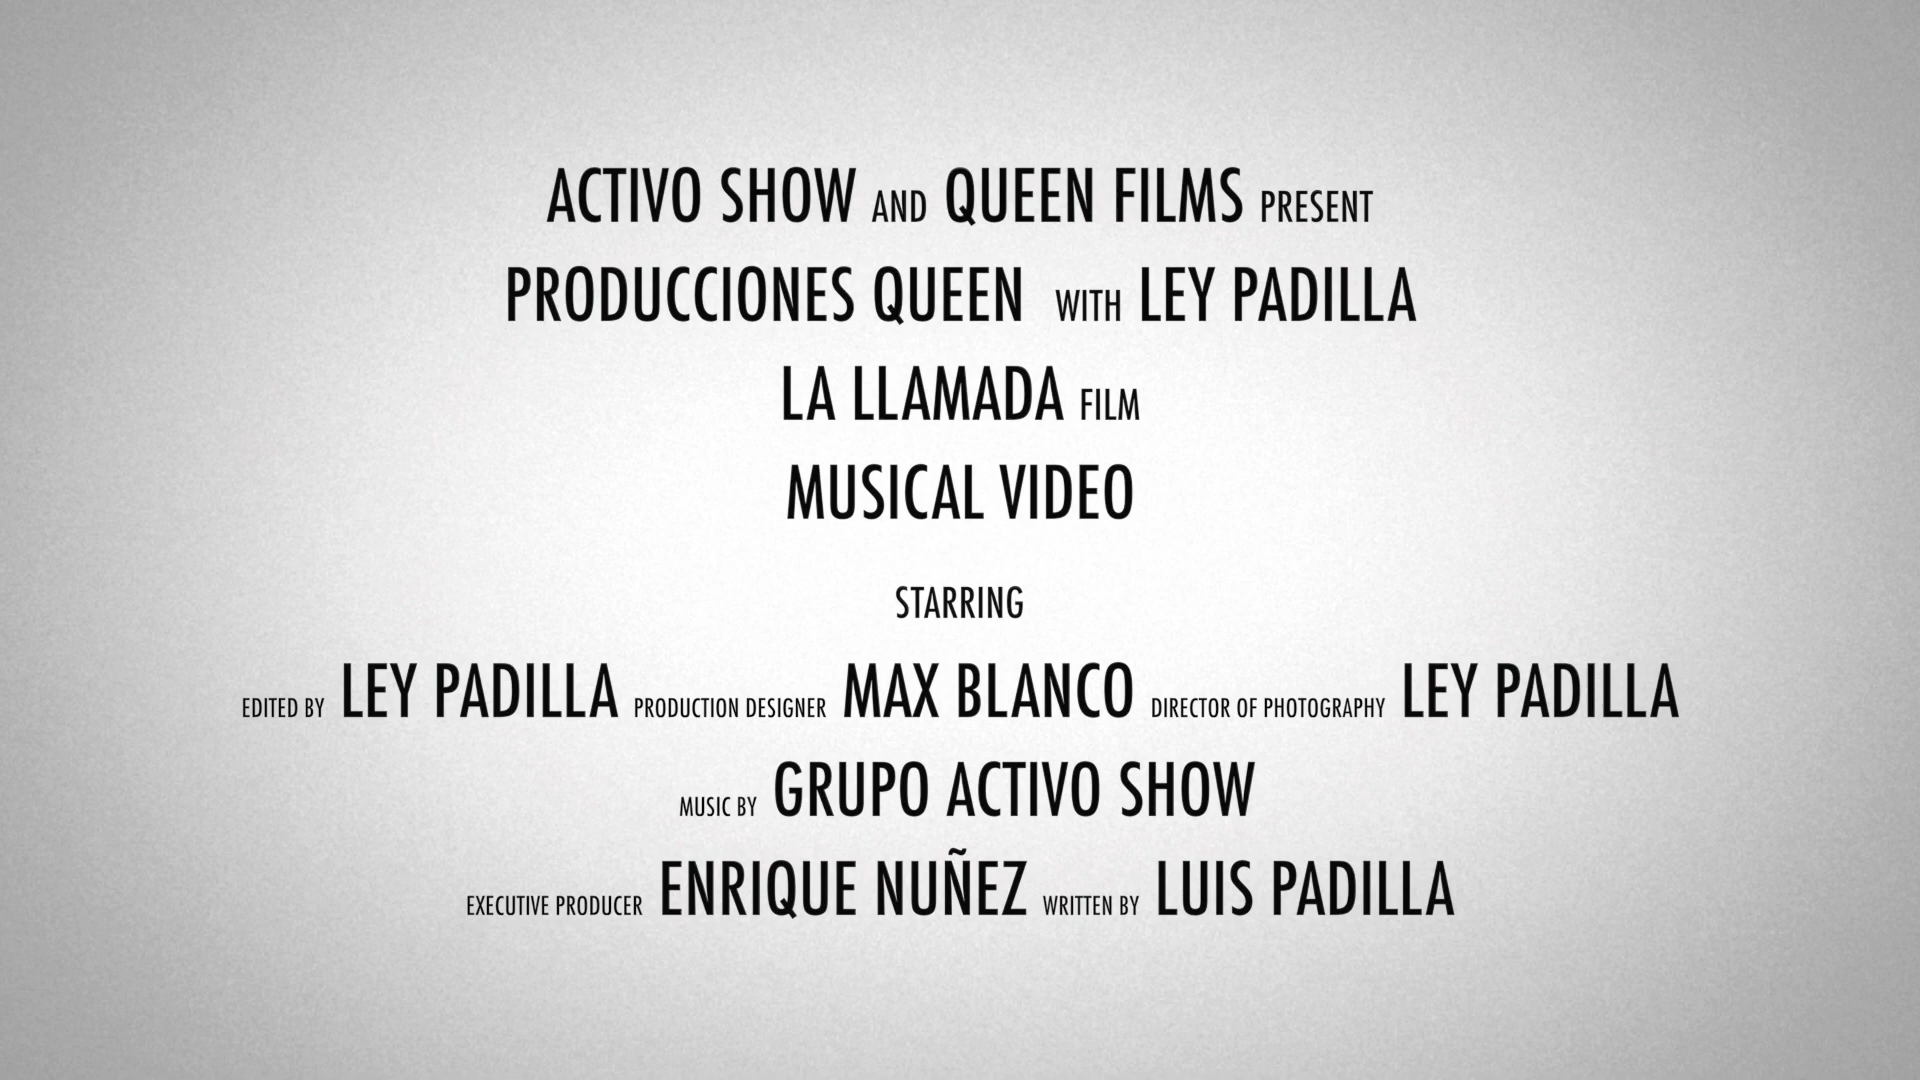 ACTIVO SHOW AND QUEEN FILMS PRESENT
PRODUCCIONES QUEEN WITH LEY PADILLA
LA LLAMADA FILM
MUSICAL VIDEO
STARRING
EDITED BY LEY PADILLA PRODUCTION DESIGNER MAX BLANCO DIRECTOR OF PHOTOGRAPHY LEY PADILLA
MUSIC BY GRUPO ACTIVO SHOW
EXECUTIVE PRODUCER ENRIQUE NUÑEZ WRITTEN BY LUIS PADILLA